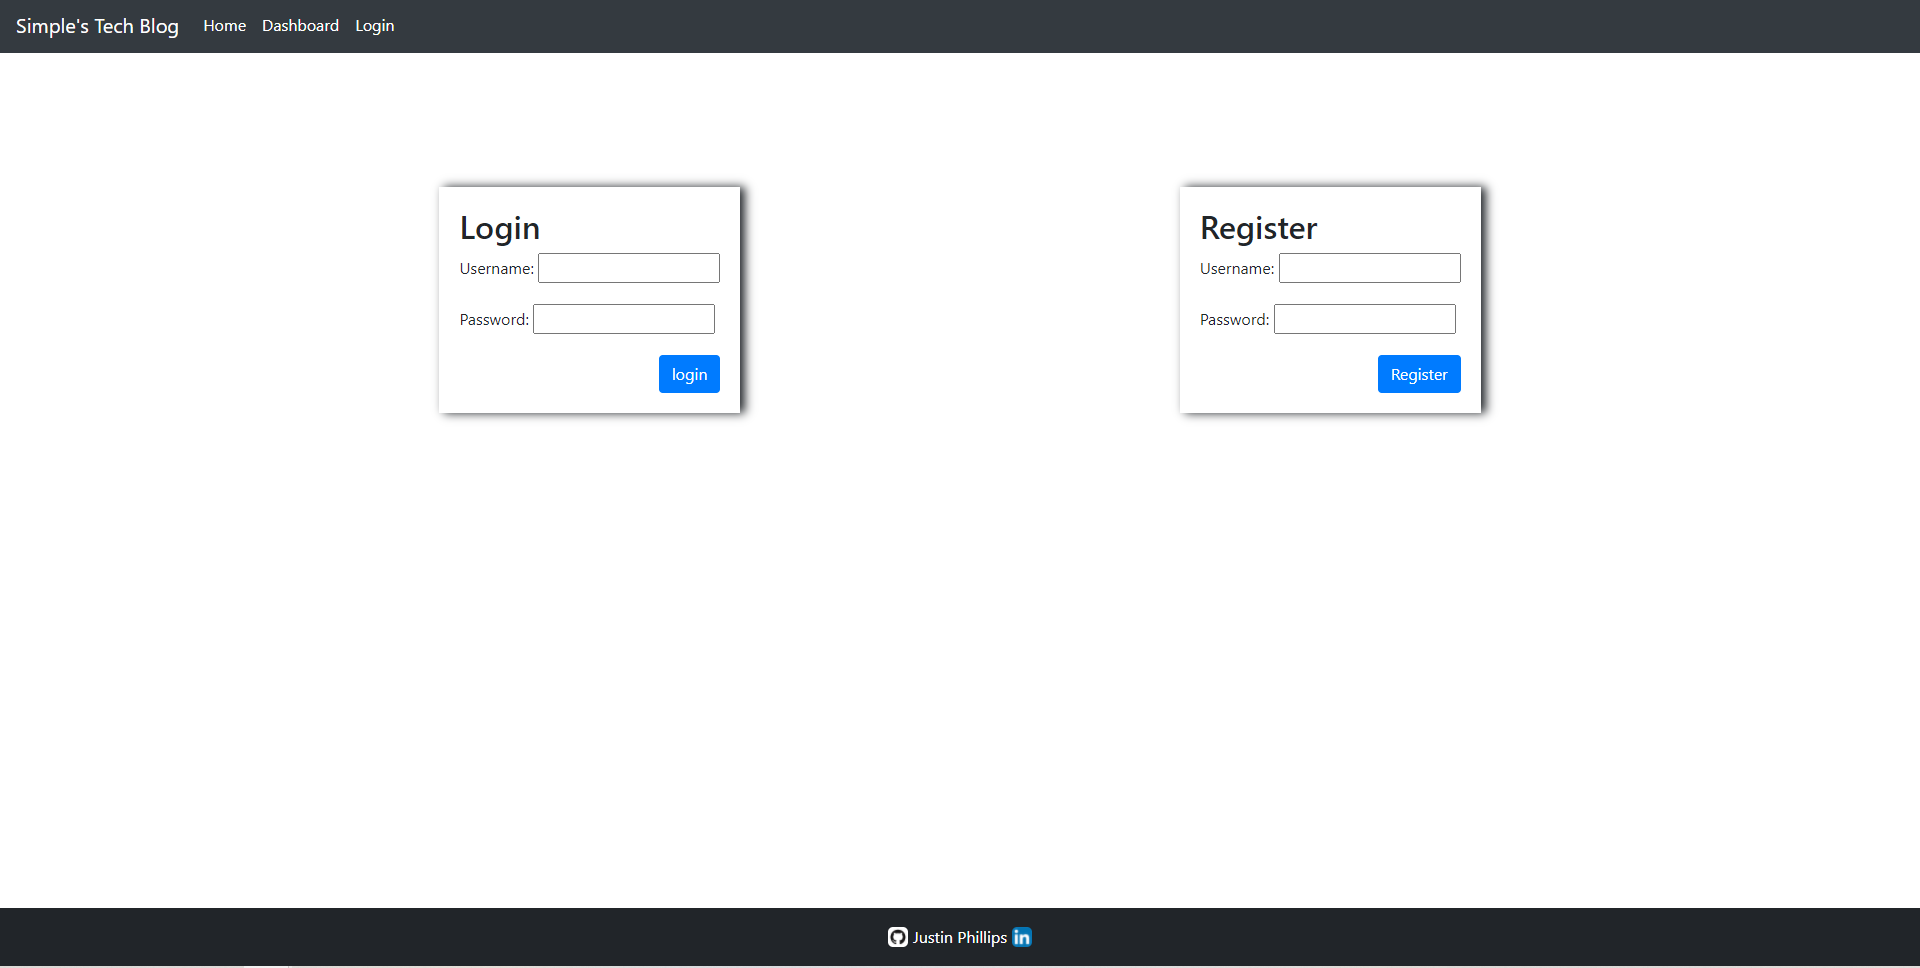 Simple's Tech Blog Home Dashboard Login
Login
Username:
Password:
login
Register
Username:
Password:
Register
Justin Phillips in